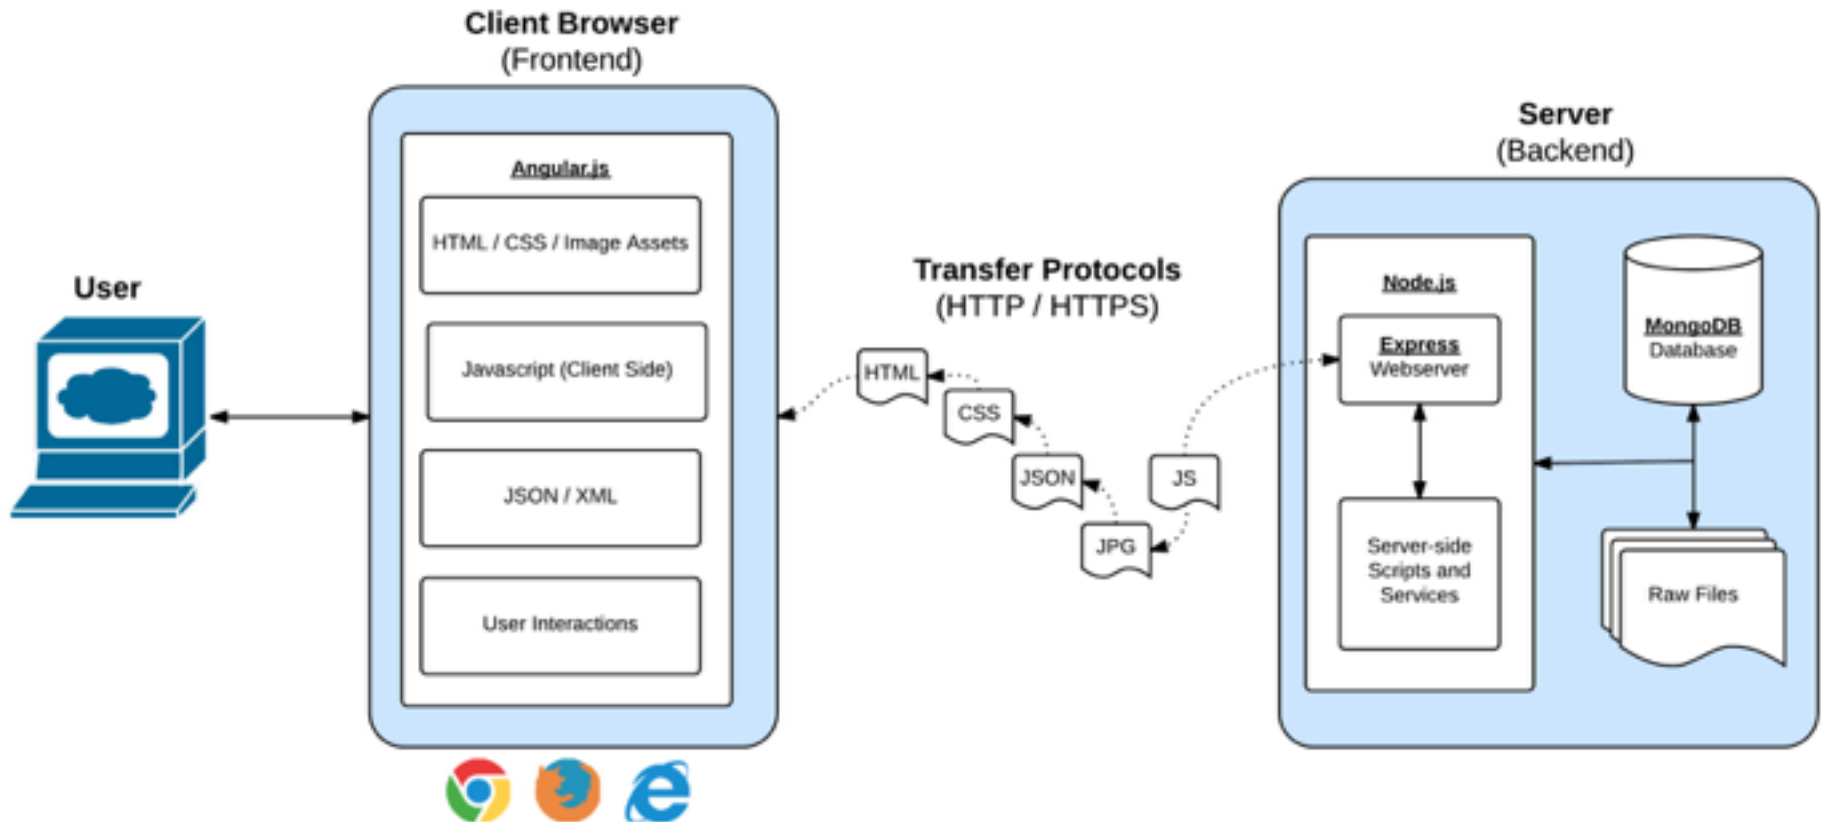 Client Browser
(Frontend)
Angular.js
HTML / CSS / Image Assets
Javascript (Client Side)
JSON / XML
User Interactions
User
Transfer Protocols
(HTTP / HTTPS)
HTML
CSS
JSON
JPG
JS
Server
(Backend)
Node.js
Express
Webserver
Server-side
Scripts and
Services
MongoDB
Database
Raw Files